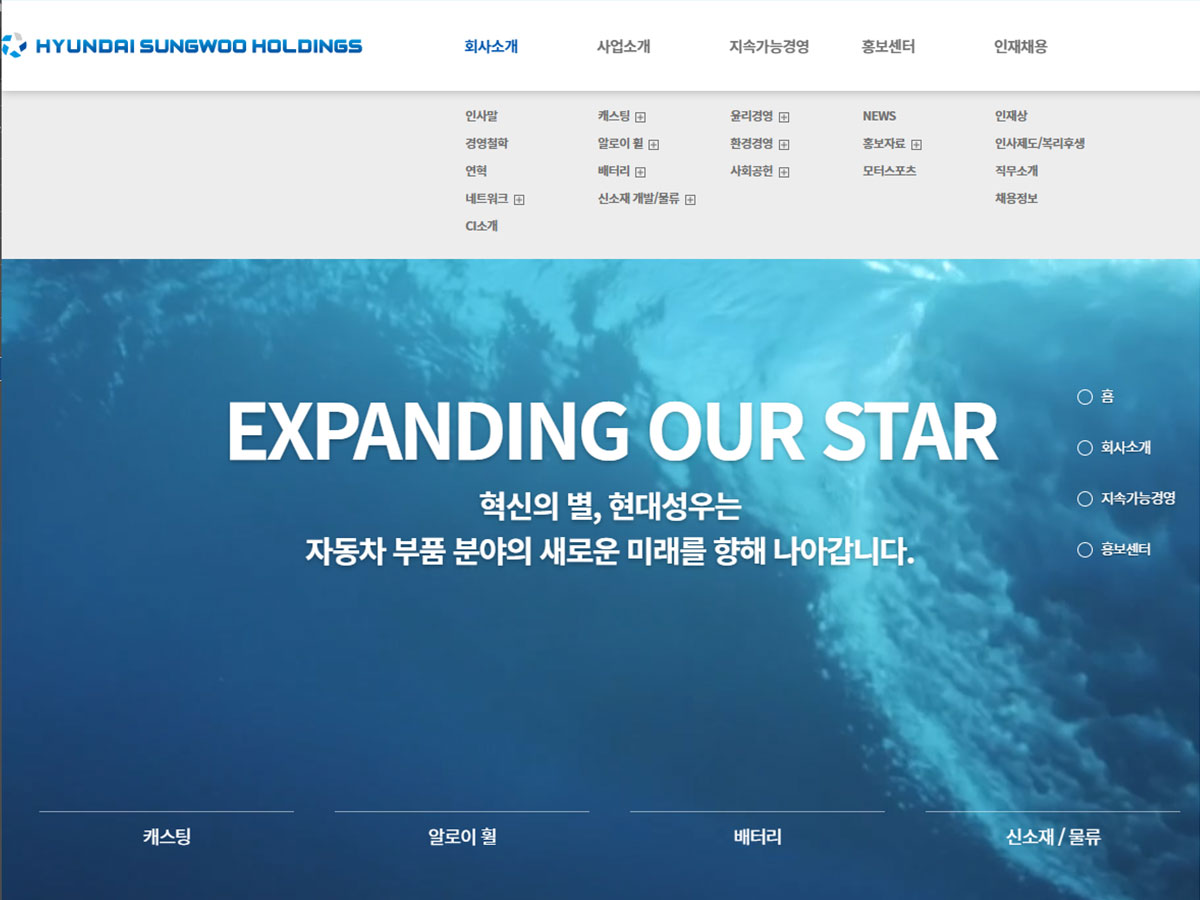 HYUNDAI SUNGWOO HOLDINGS
회사소개 사업소개 지속가능경영 홍보센터 인재채용
인사말 캐스팅 윤리경영 NEWS 인재상
경영철학 알로이 휠 환경경영 홍보자료 인사제도/복리후생
연혁 배터리 사회공헌 모터스포츠 직무소개
네트워크 신소재 개발/물류 채용정보
CI소개
EXPANDING OUR STAR
혁신의 별, 현대성우는
자동차 부품 분야의 새로운 미래를 향해 나아갑니다.
홈
회사소개
지속가능경영
홍보센터
캐스팅 알로이 휠 배터리 신소재 / 물류